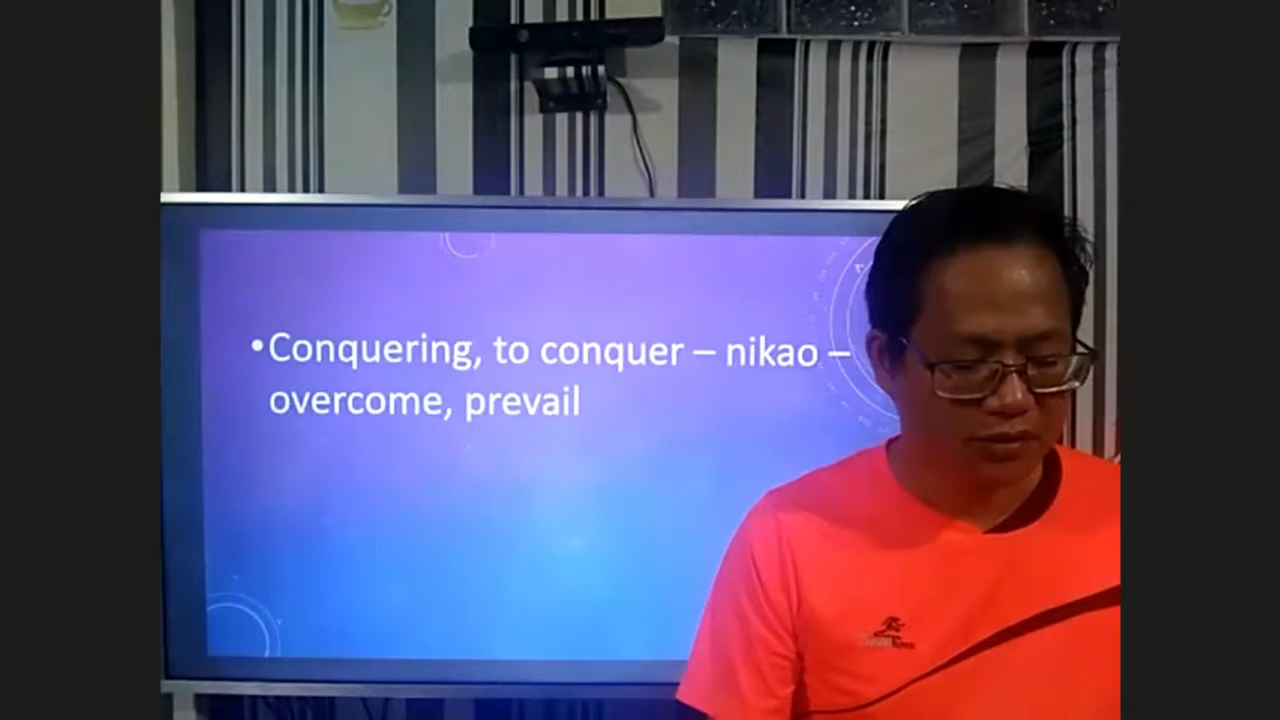 •Conquering, to conquer – nikao –
overcome, prevail